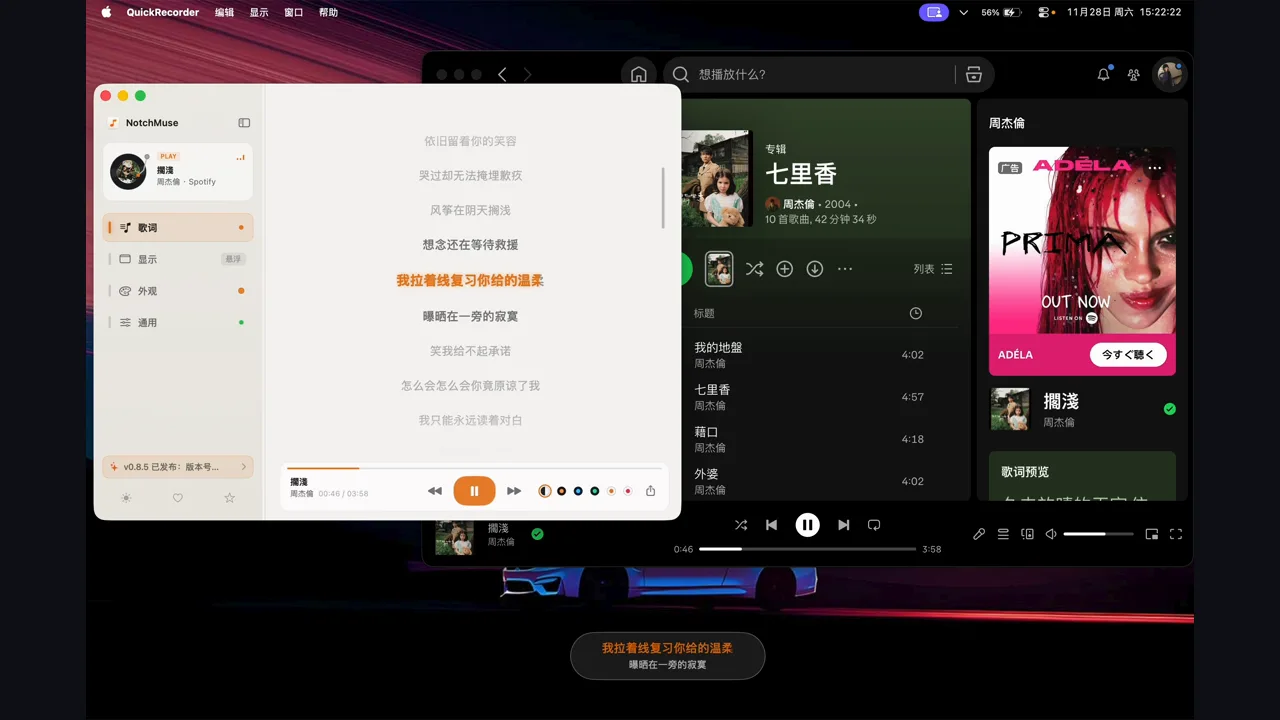 QuickRecorder 编辑 显示 窗口 帮助
56%
11月28日 周六 15:22:22
想播放什么?
NotchMuse
PLAY
擱淺
周杰倫 · Spotify
歌词
显示
悬浮
外观
通用
v0.8.5 已发布：版本号...
依旧留着你的笑容
哭过却无法掩埋歉疚
风筝在阴天搁浅
想念还在等待救援
我拉着线复习你给的温柔
曝晒在一旁的寂寞
笑我给不起承诺
怎么会怎么会你竟原谅了我
我只能永远读着对白
擱淺
周杰倫 00:46 / 03:58
专辑
七里香
周杰倫 • 2004 •
10 首歌曲, 42 分钟 34 秒
列表
标题
我的地盤
周杰倫
4:02
七里香
周杰倫
4:57
藉口
周杰倫
4:18
外婆
周杰倫
4:02
周杰倫
广告
ADÉLA
PRIMA
OUT NOW
LISTEN ON
ADÉLA
今すぐ聴く
擱淺
周杰倫
歌词预览
擱淺
周杰倫
0:46
3:58
我拉着线复习你给的温柔
曝晒在一旁的寂寞